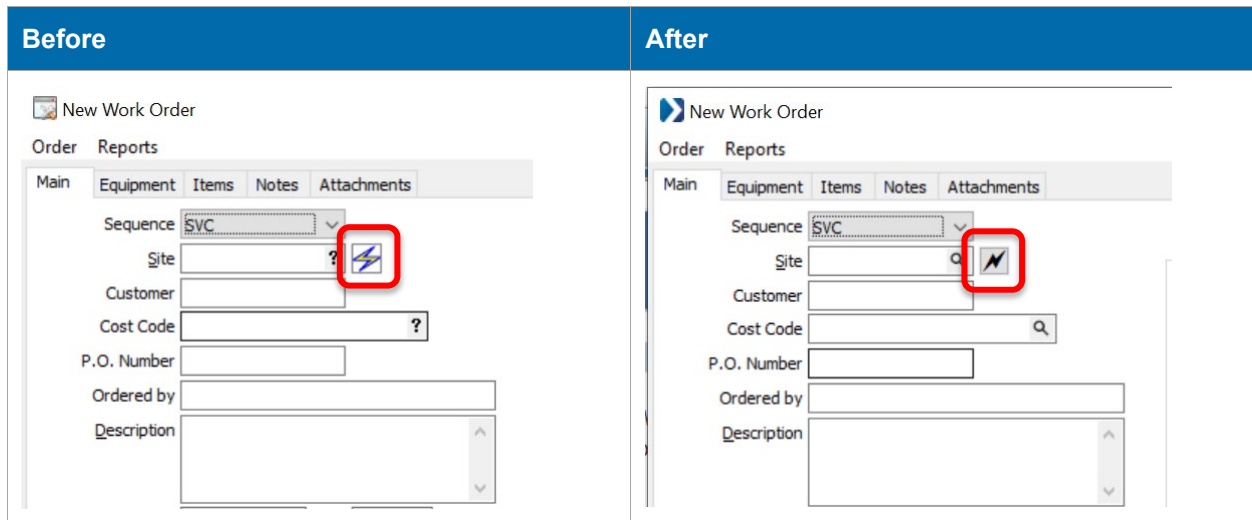 Before
After
New Work Order
Order Reports
Main Equipment Items Notes Attachments
Sequence SVC
Site ?
Customer
Cost Code ?
P.O. Number
Ordered by
Description
New Work Order
Order Reports
Main Equipment Items Notes Attachments
Sequence SVC
Site
Customer
Cost Code
P.O. Number
Ordered by
Description